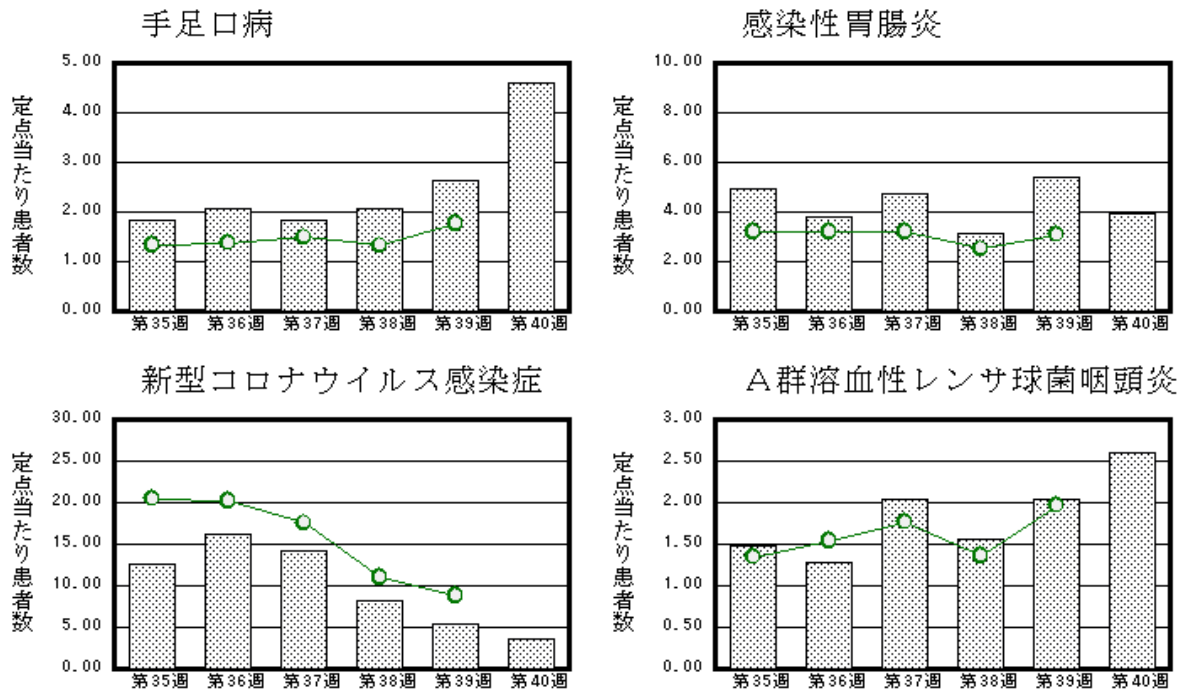 手足口病
定点当たり患者数
5.00
4.00
3.00
2.00
1.00
0.00
第35週 第36週 第37週 第38週 第39週 第40週
感染性胃腸炎
定点当たり患者数
10.00
8.00
6.00
4.00
2.00
0.00
第35週 第36週 第37週 第38週 第39週 第40週
新型コロナウイルス感染症
定点当たり患者数
30.00
25.00
20.00
15.00
10.00
5.00
0.00
第35週 第36週 第37週 第38週 第39週 第40週
A群溶血性レンサ球菌咽頭炎
定点当たり患者数
3.00
2.50
2.00
1.50
1.00
0.50
0.00
第35週 第36週 第37週 第38週 第39週 第40週